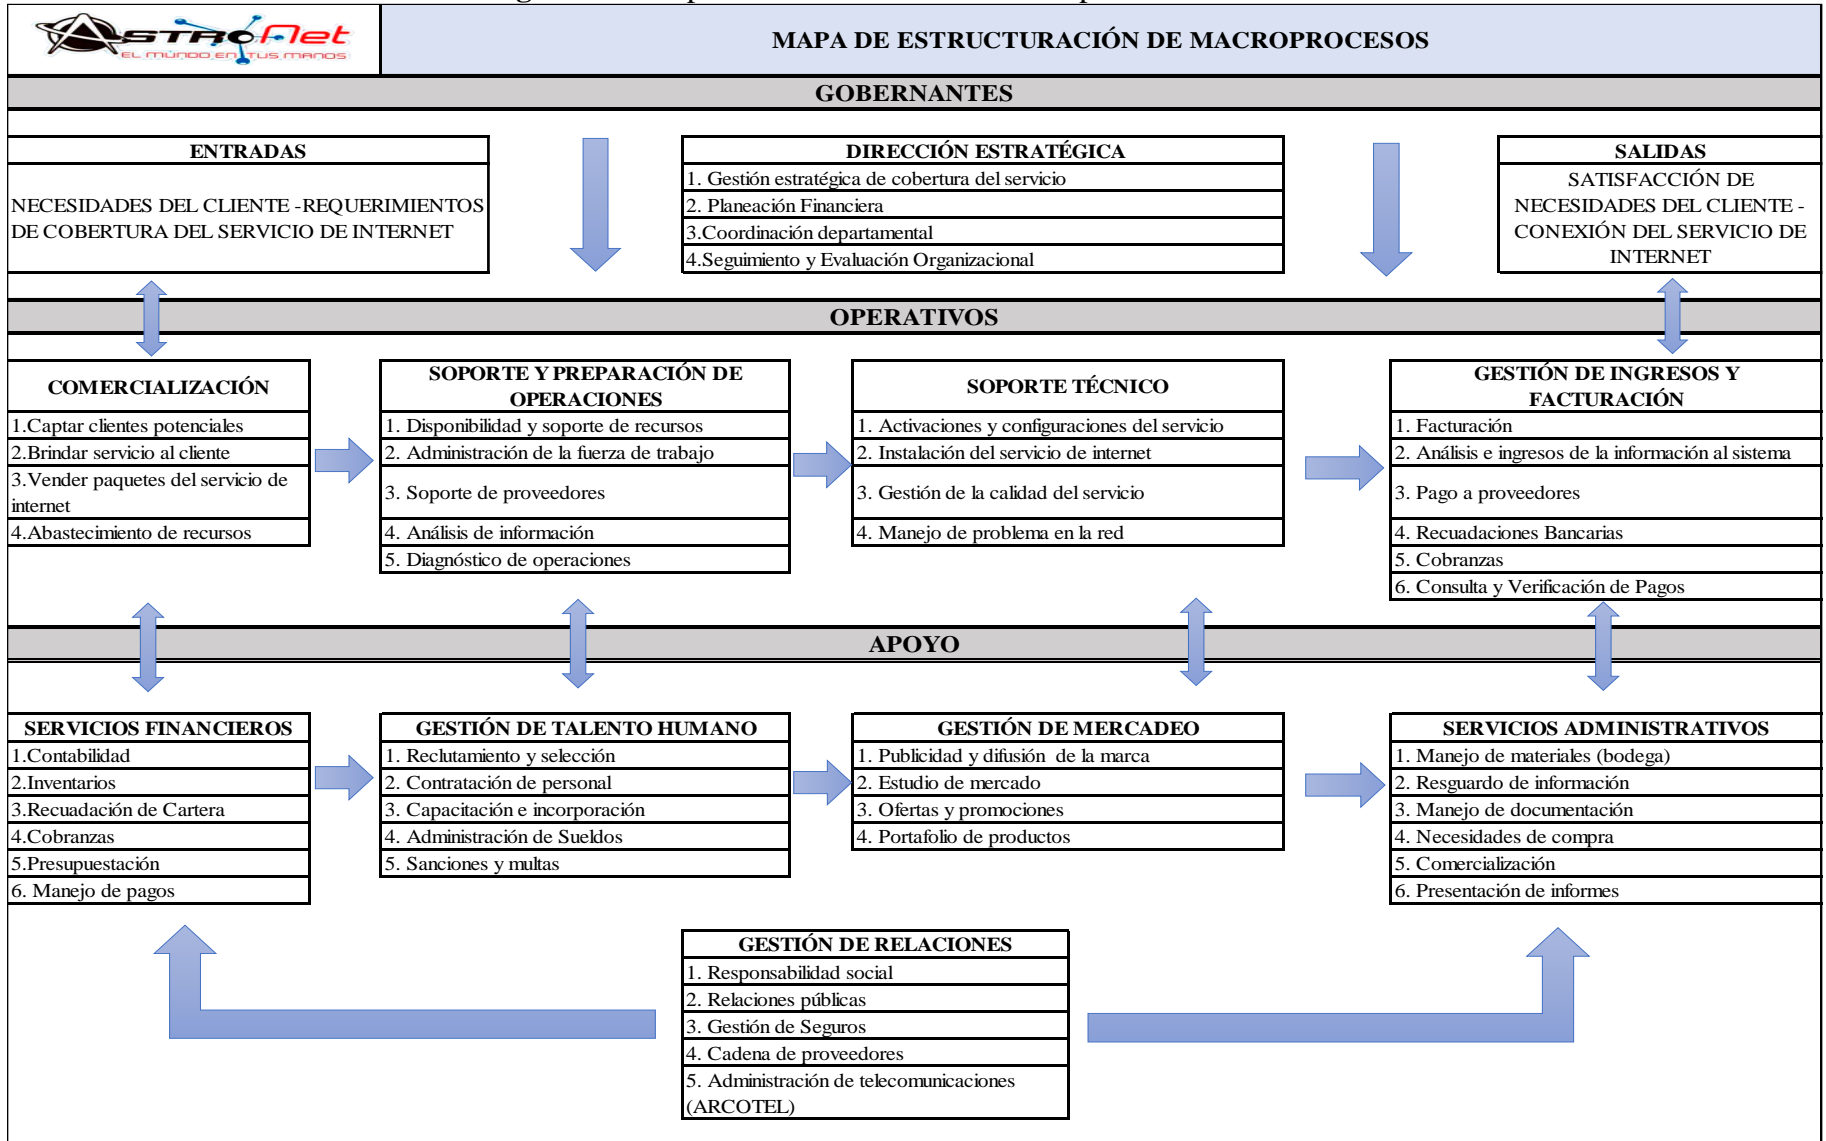 ASTRONet
EL MUNDO EN TUS MANOS
MAPA DE ESTRUCTURACIÓN DE MACROPROCESOS
GOBERNANTES
ENTRADAS
NECESIDADES DEL CLIENTE -REQUERIMIENTOS
DE COBERTURA DEL SERVICIO DE INTERNET
DIRECCIÓN ESTRATÉGICA
1. Gestión estratégica de cobertura del servicio
2. Planeación Financiera
3.Coordinación departamental
4.Seguimiento y Evaluación Organizacional
SALIDAS
SATISFACCIÓN DE
NECESIDADES DEL CLIENTE -
CONEXIÓN DEL SERVICIO DE
INTERNET
OPERATIVOS
COMERCIALIZACIÓN
1.Captar clientes potenciales
2.Brindar servicio al cliente
3.Vender paquetes del servicio de
internet
4.Abastecimiento de recursos
SOPORTE Y PREPARACIÓN DE
OPERACIONES
1. Disponibilidad y soporte de recursos
2. Administración de la fuerza de trabajo
3. Soporte de proveedores
4. Análisis de información
5. Diagnóstico de operaciones
SOPORTE TÉCNICO
1. Activaciones y configuraciones del servicio
2. Instalación del servicio de internet
3. Gestión de la calidad del servicio
4. Manejo de problema en la red
GESTIÓN DE INGRESOS Y
FACTURACIÓN
1. Facturación
2. Análisis e ingresos de la información al sistema
3. Pago a proveedores
4. Recuadaciones Bancarias
5. Cobranzas
6. Consulta y Verificación de Pagos
APOYO
SERVICIOS FINANCIEROS
1.Contabilidad
2.Inventarios
3.Recuadación de Cartera
4.Cobranzas
5.Presupuestación
6. Manejo de pagos
GESTIÓN DE TALENTO HUMANO
1. Reclutamiento y selección
2. Contratación de personal
3. Capacitación e incorporación
4. Administración de Sueldos
5. Sanciones y multas
GESTIÓN DE MERCADEO
1. Publicidad y difusión de la marca
2. Estudio de mercado
3. Ofertas y promociones
4. Portafolio de productos
SERVICIOS ADMINISTRATIVOS
1. Manejo de materiales (bodega)
2. Resguardo de información
3. Manejo de documentación
4. Necesidades de compra
5. Comercialización
6. Presentación de informes
GESTIÓN DE RELACIONES
1. Responsabilidad social
2. Relaciones públicas
3. Gestión de Seguros
4. Cadena de proveedores
5. Administración de telecomunicaciones
(ARCOTEL)